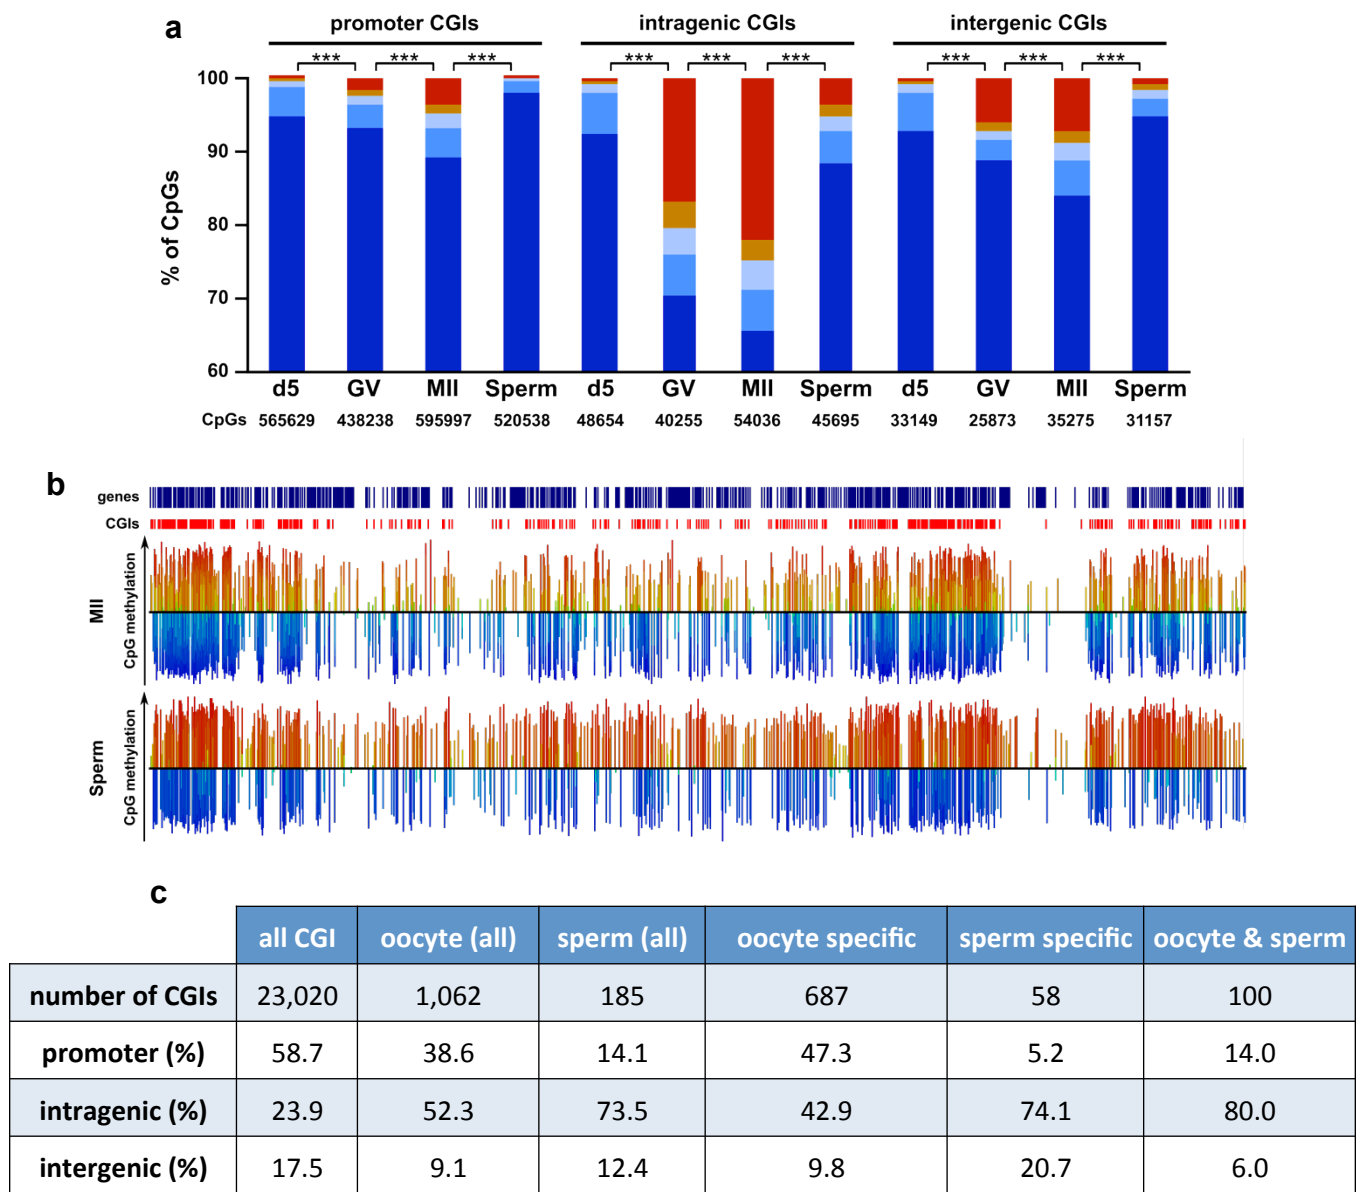 a
promoter CGIs intragenic CGIs intergenic CGIs
*** *** *** *** *** *** *** *** ***
% of CpGs
100
90
80
70
60
d5 GV MII Sperm d5 GV MII Sperm d5 GV MII Sperm
CpGs 565629 438238 595997 520538 48654 40255 54036 45695 33149 25873 35275 31157
b
genes
CGIs
MII
CpG methylation
Sperm
CpG methylation
c
all CGI oocyte (all) sperm (all) oocyte specific sperm specific oocyte & sperm
number of CGIs 23,020 1,062 185 687 58 100
promoter (%) 58.7 38.6 14.1 47.3 5.2 14.0
intragenic (%) 23.9 52.3 73.5 42.9 74.1 80.0
intergenic (%) 17.5 9.1 12.4 9.8 20.7 6.0